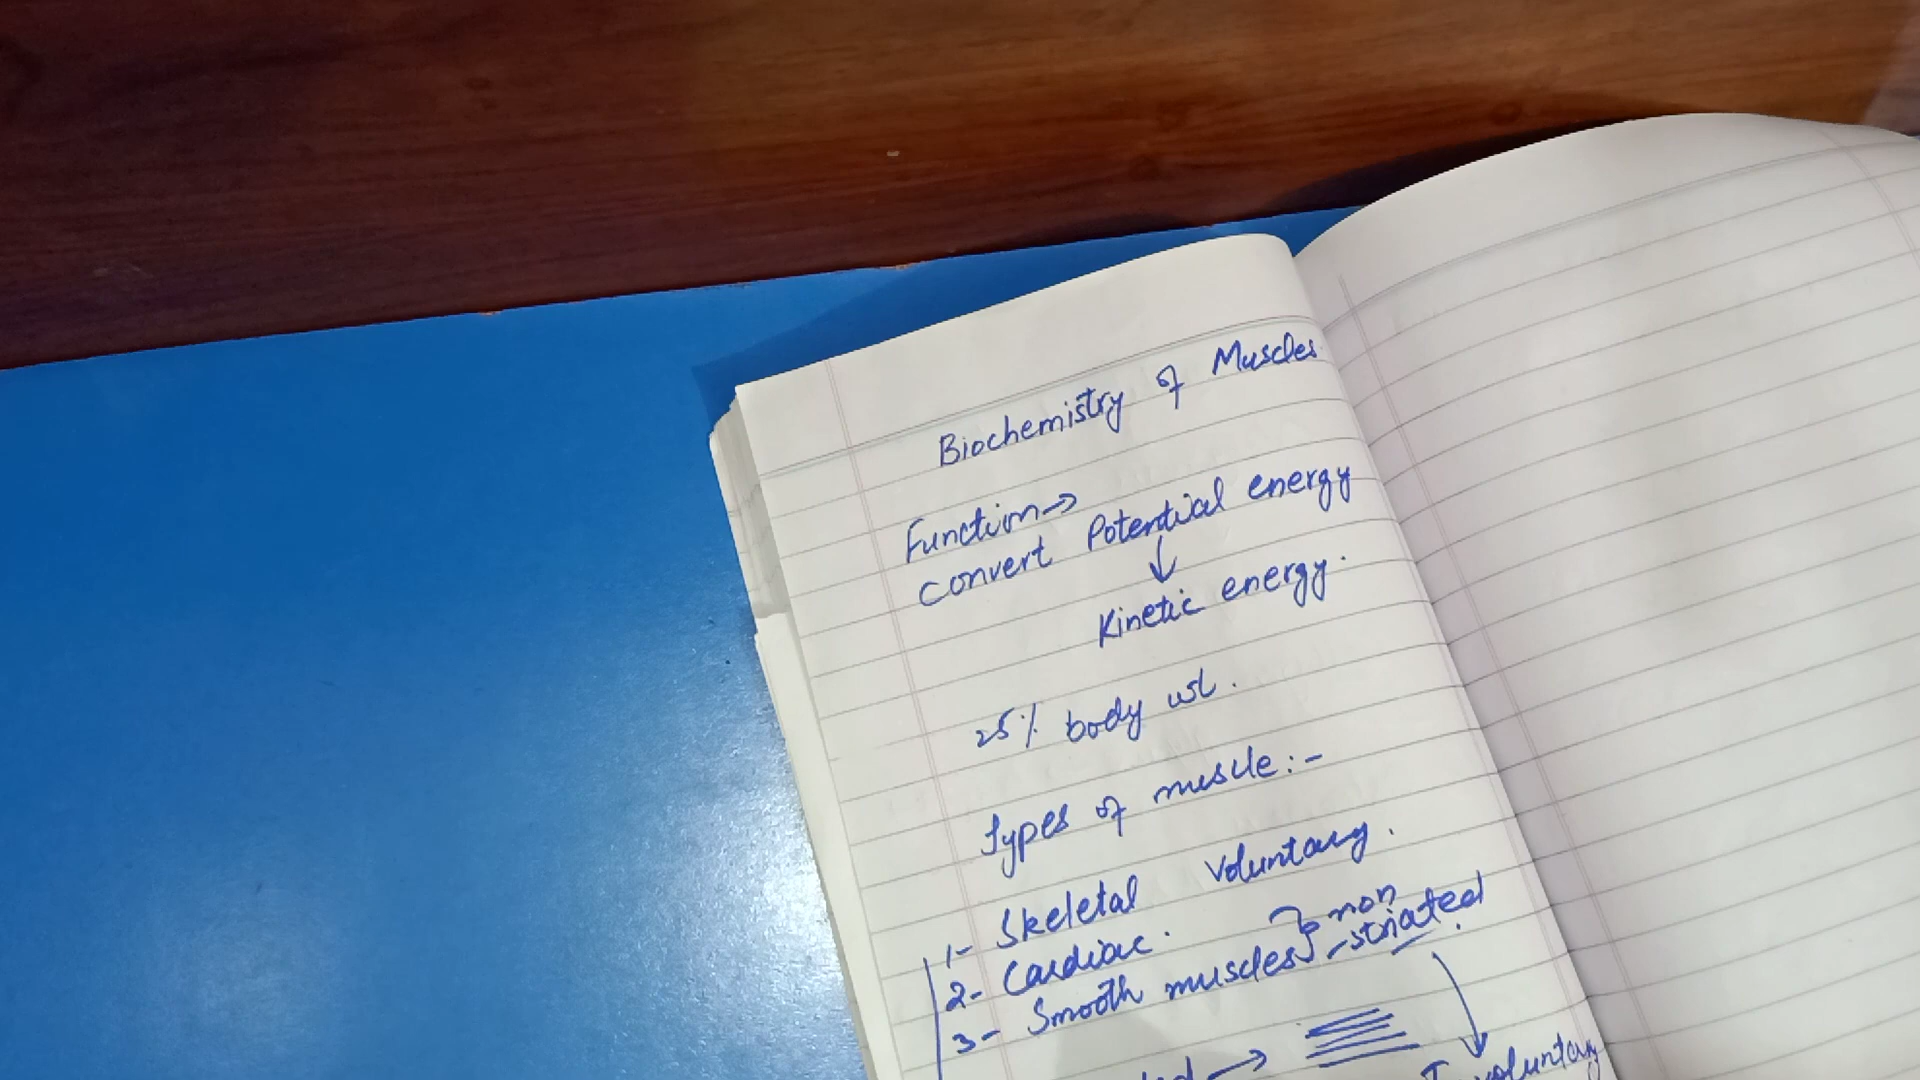 Biochemistry of Muscles
Function →
Convert Potential energy
↓
Kinetic energy.
25% body wt.
Types of muscle:-
1- Skeletal Voluntary.
2- Cardiac.
3- Smooth muscles } non-striated.
→
Involuntary